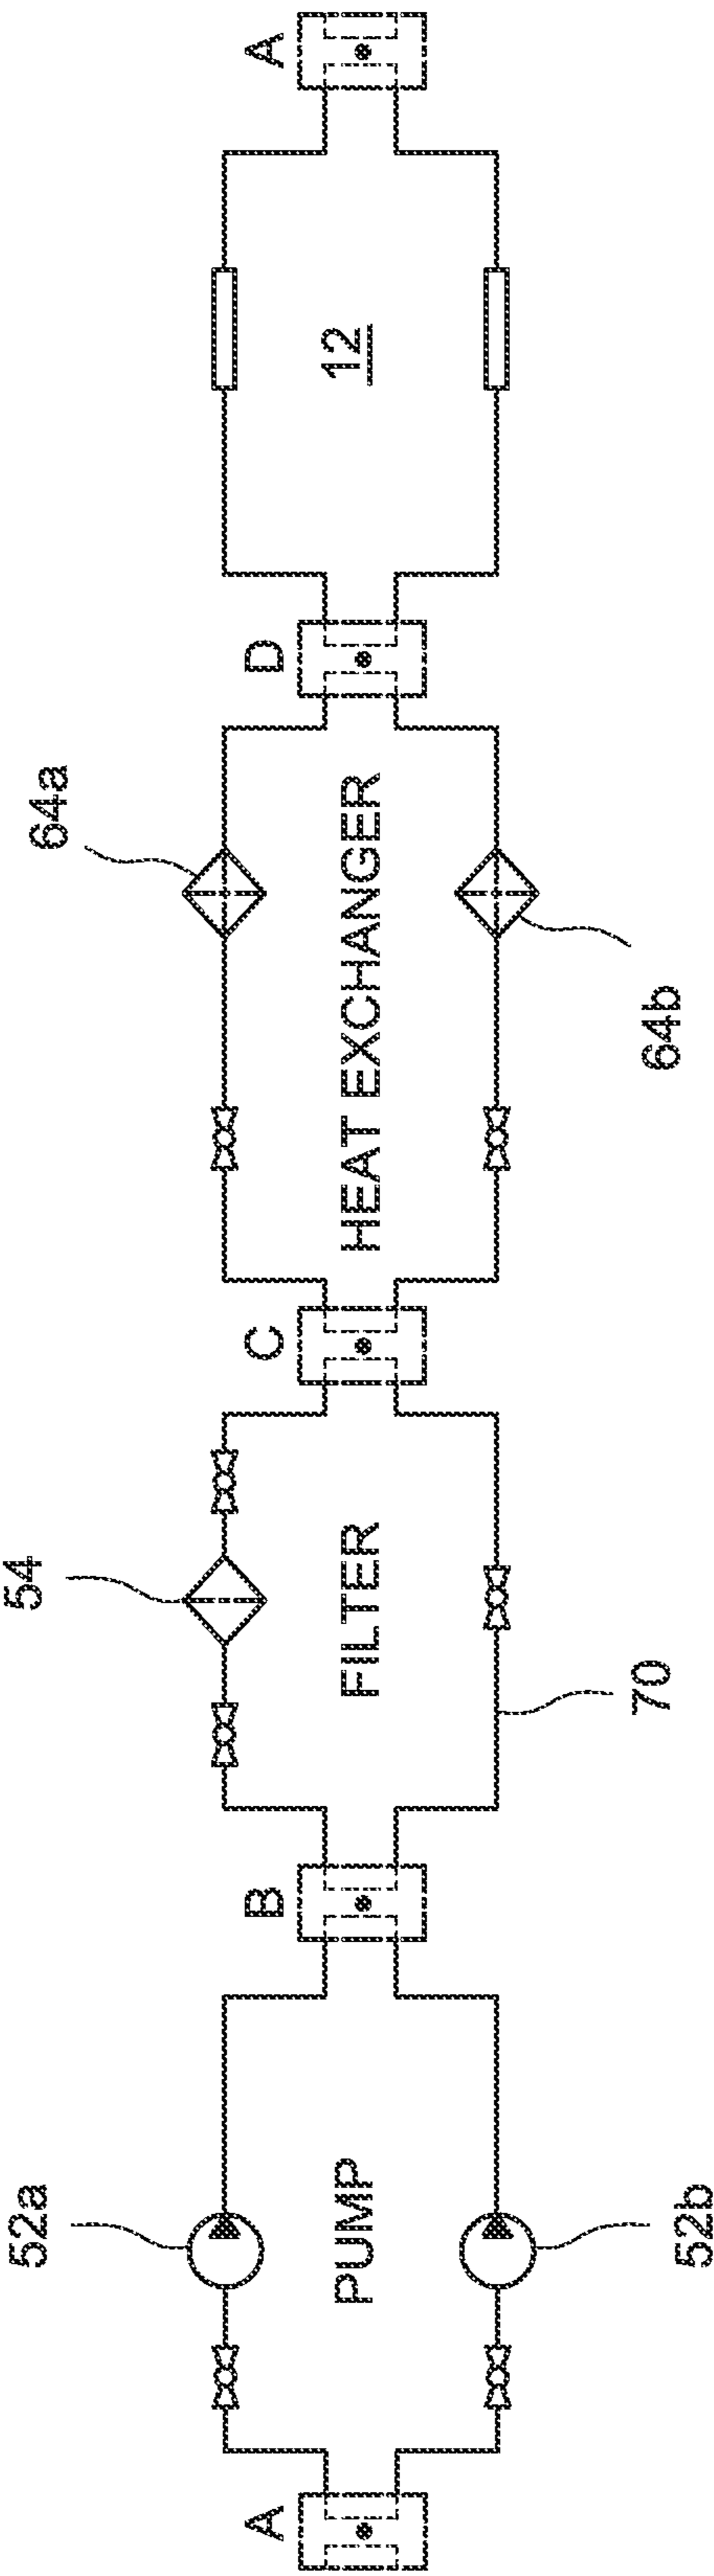 52a
54
64a
A
B
C
D
A
PUMP
FILTER
HEAT EXCHANGER
12
52b
70
64b